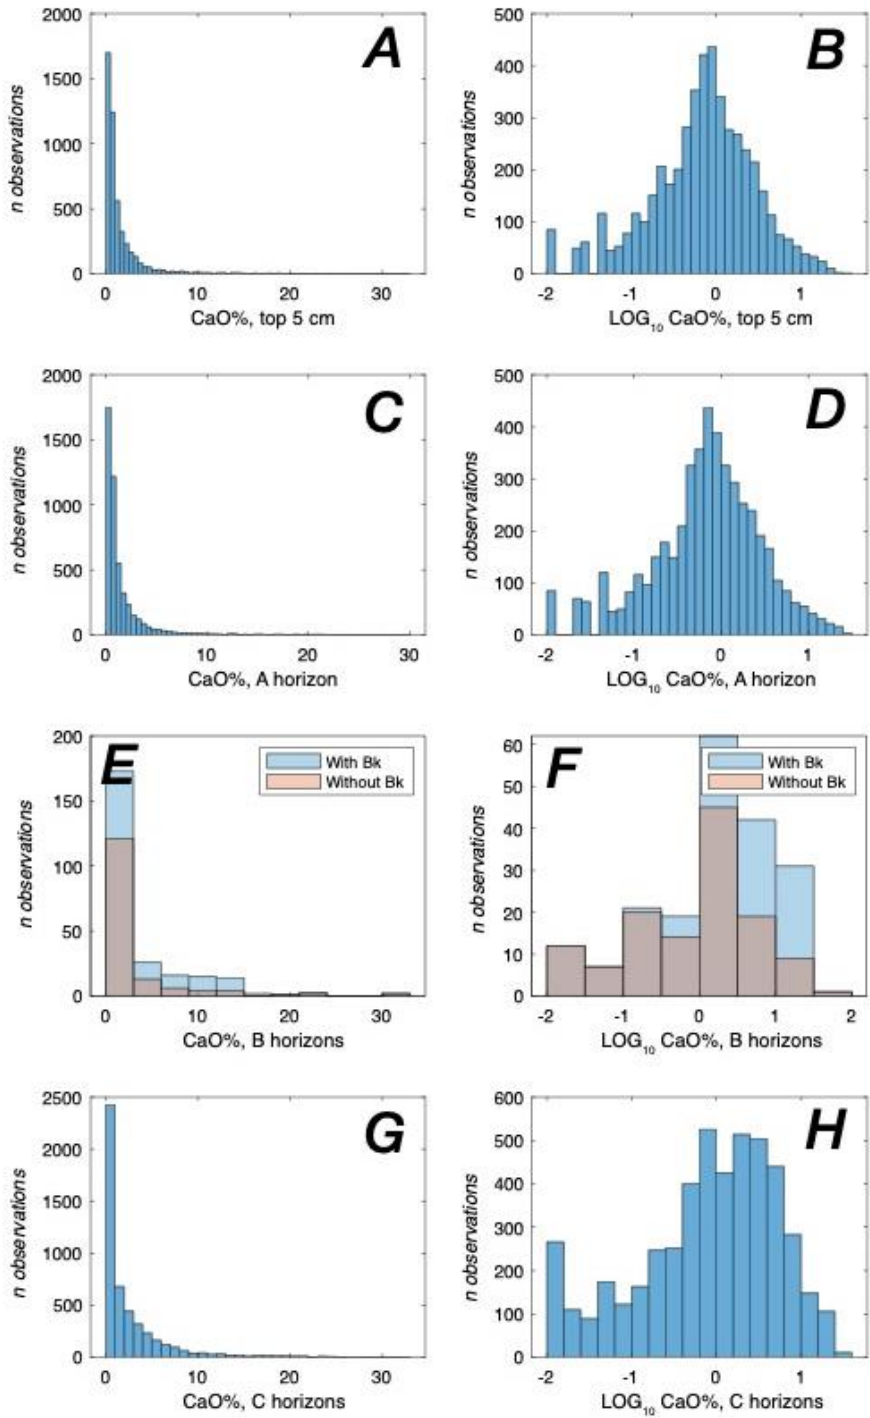 A
2000
1500
1000
500
0
n observations
0 10 20 30
CaO%, top 5 cm
B
500
400
300
200
100
0
n observations
-2 -1 0 1
LOG₁₀ CaO%, top 5 cm
C
2000
1500
1000
500
0
n observations
0 10 20 30
CaO%, A horizon
D
500
400
300
200
100
0
n observations
-2 -1 0 1
LOG₁₀ CaO%, A horizon
E
With Bk
Without Bk
200
150
100
50
0
n observations
0 10 20 30
CaO%, B horizons
F
With Bk
Without Bk
60
40
30
20
10
0
n observations
-2 -1 0 1 2
LOG₁₀ CaO%, B horizons
G
2500
2000
1500
1000
500
0
n observations
0 10 20 30
CaO%, C horizons
H
600
500
400
300
200
100
0
n observations
-2 -1 0 1
LOG₁₀ CaO%, C horizons